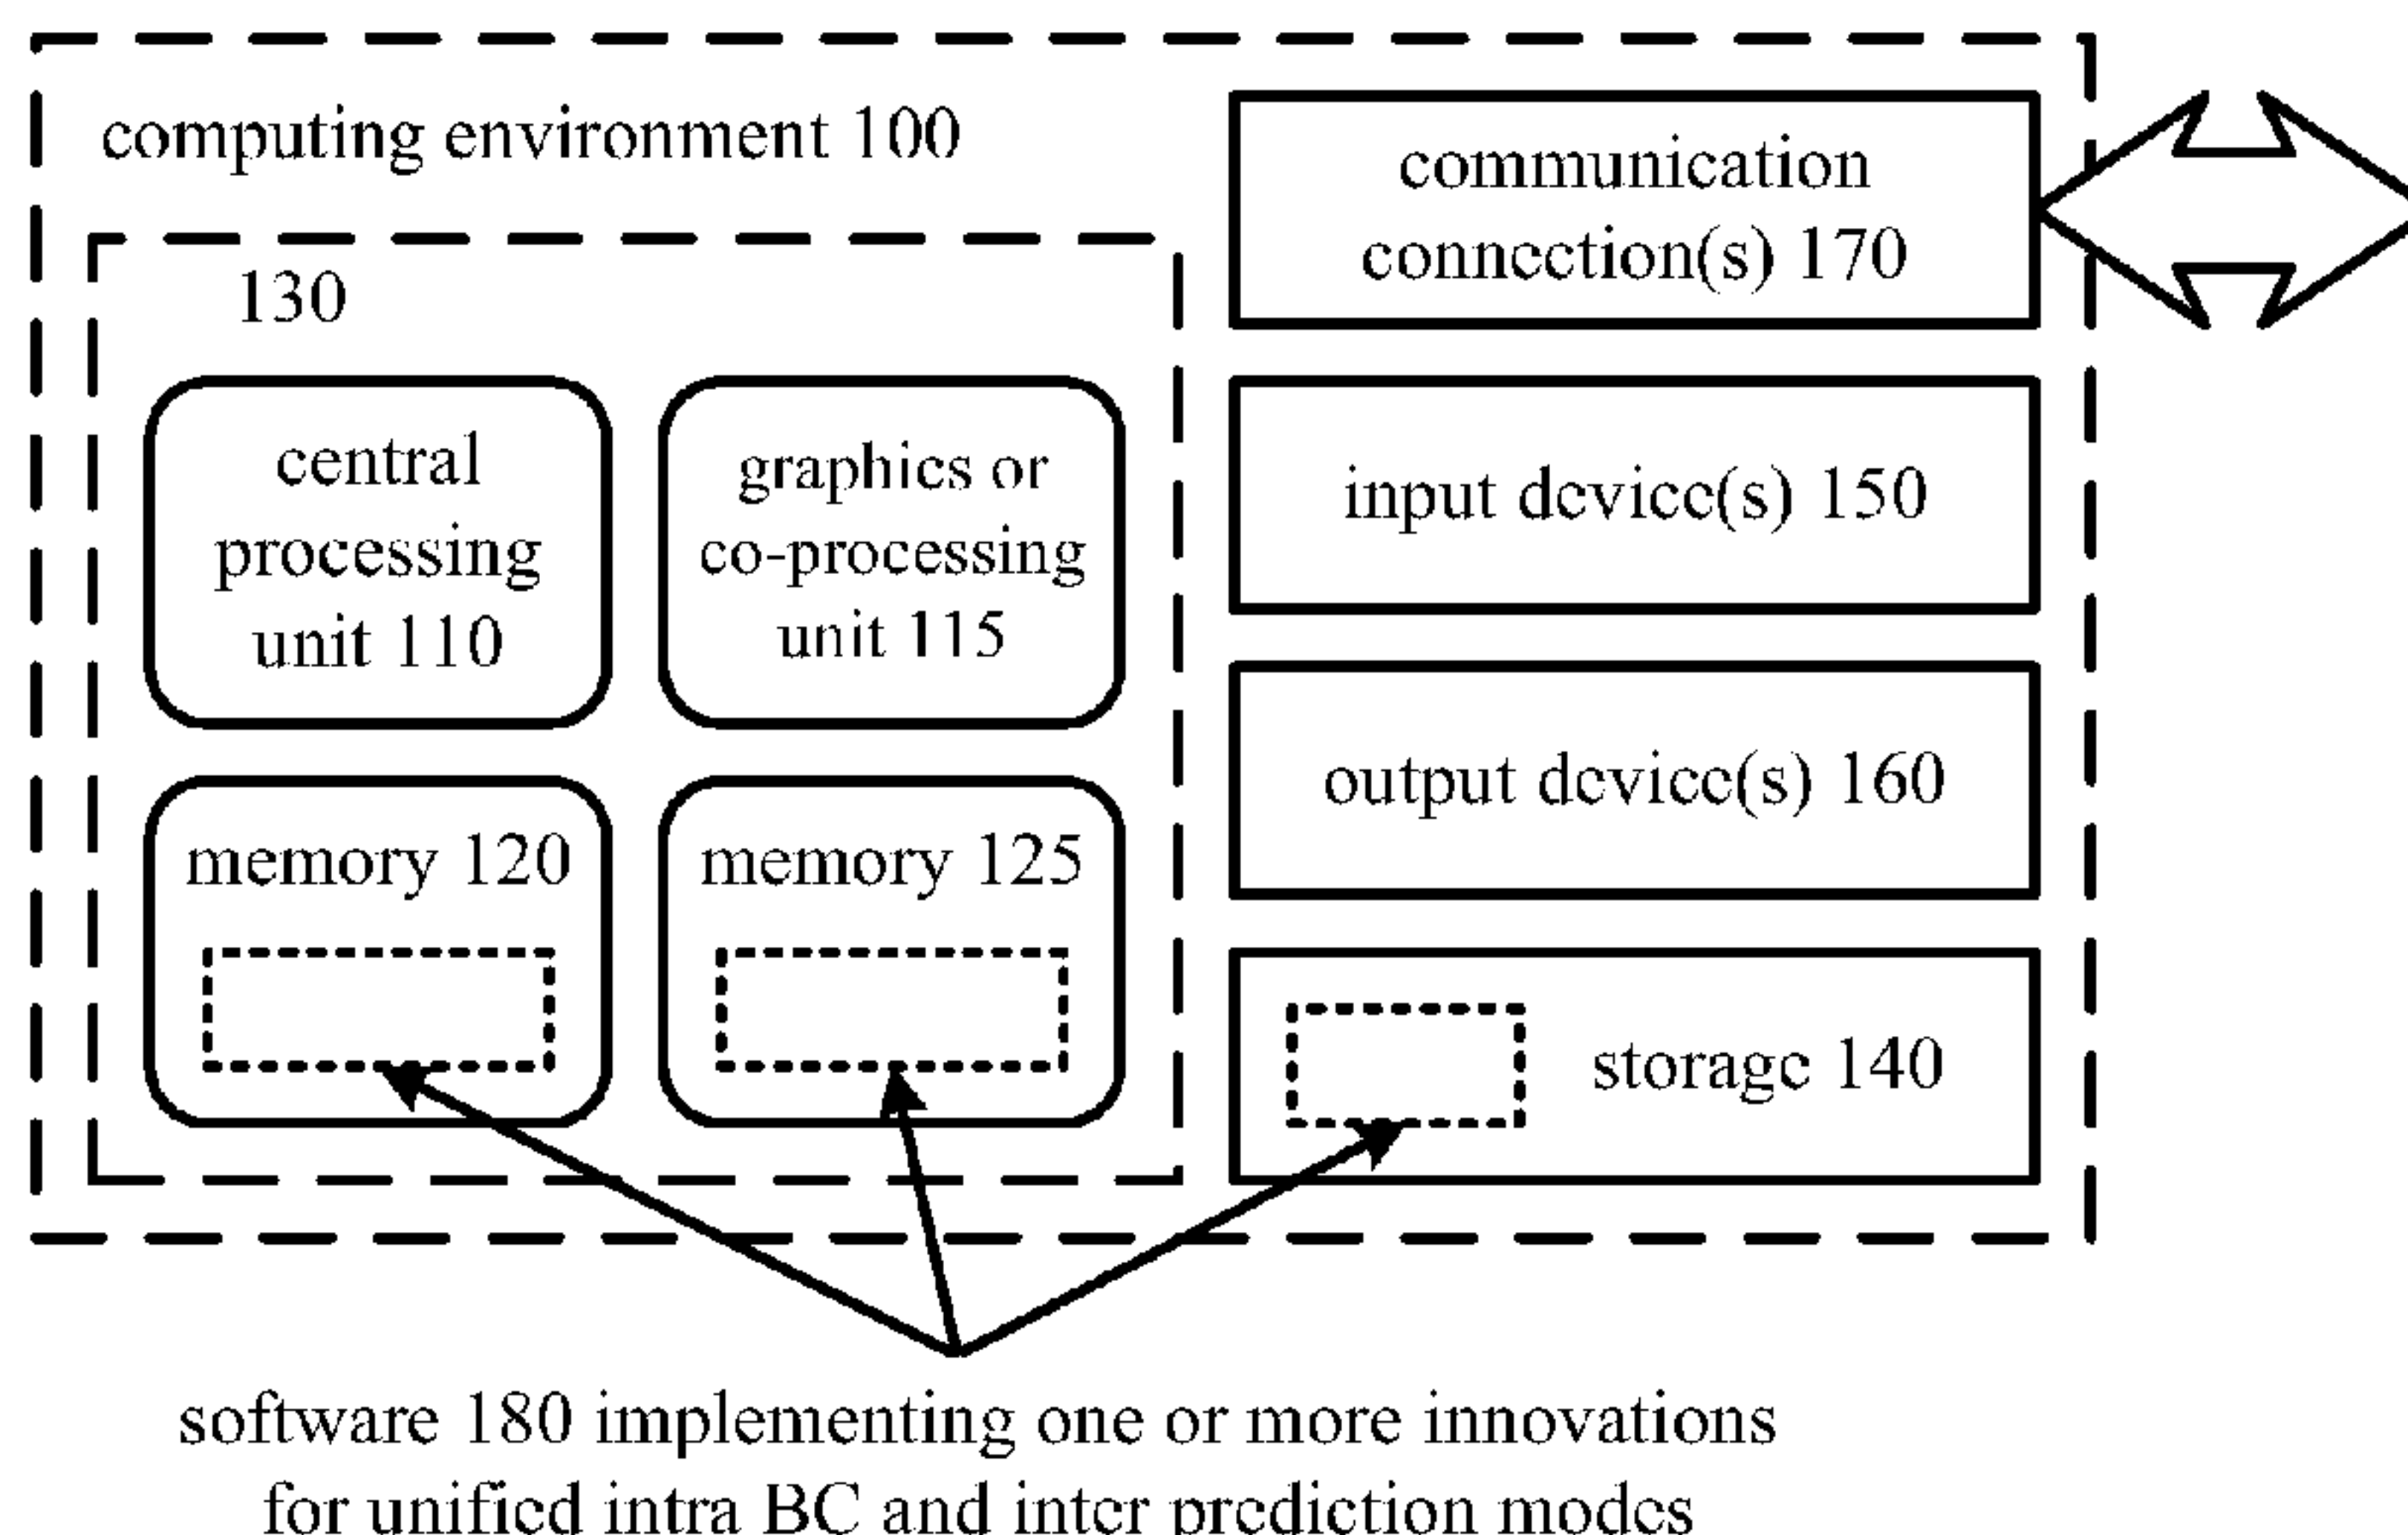 computing environment 100
130
central
processing
unit 110
graphics or
co-processing
unit 115
memory 120
memory 125
communication
connection(s) 170
input device(s) 150
output device(s) 160
storage 140
software 180 implementing one or more innovations
for unified intra BC and inter prediction modes